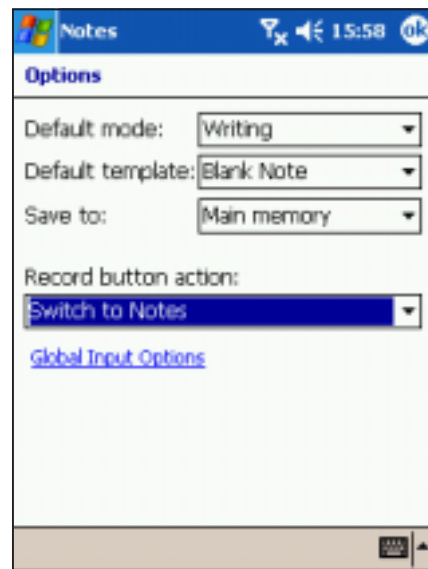 Notes 15:58 ok
Options
Default mode: Writing
Default template: Blank Note
Save to: Main memory
Record button action:
Switch to Notes
Global Input Options